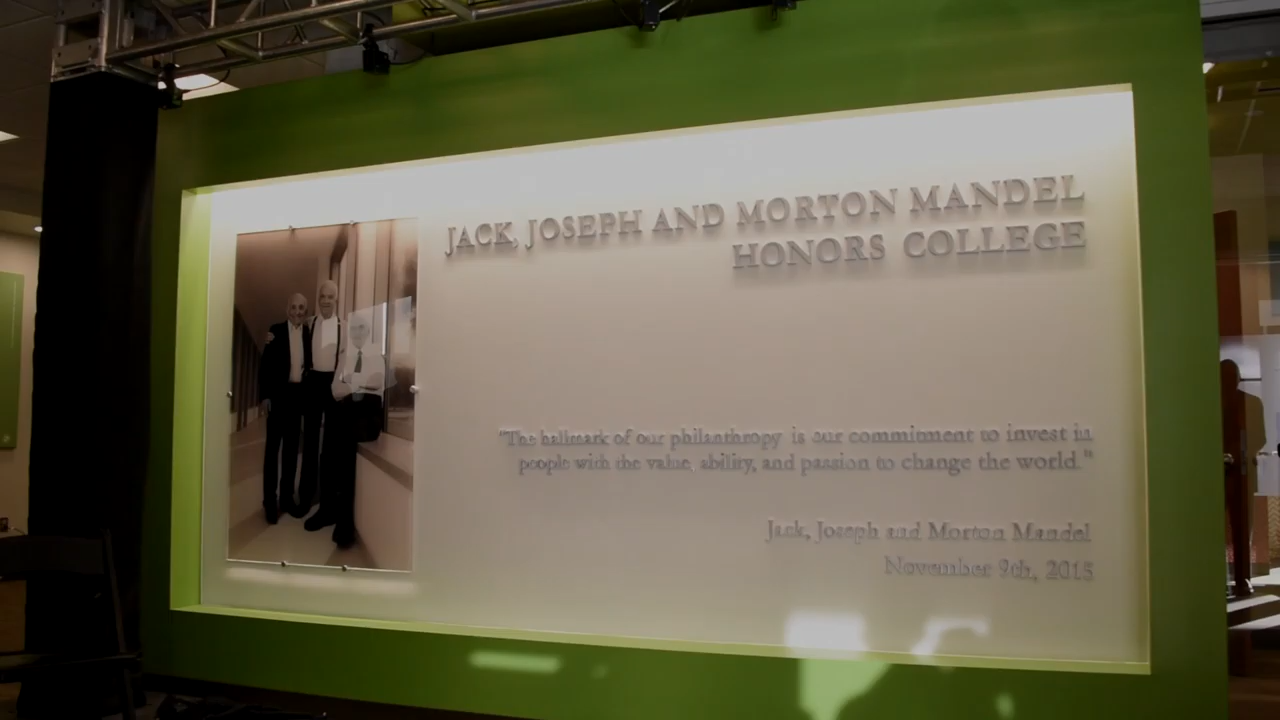 JACK, JOSEPH AND MORTON MANDEL
HONORS COLLEGE
"The hallmark of our philanthropy is our commitment to invest in
people with the value, ability, and passion to change the world."
Jack, Joseph and Morton Mandel
November 9th, 2015